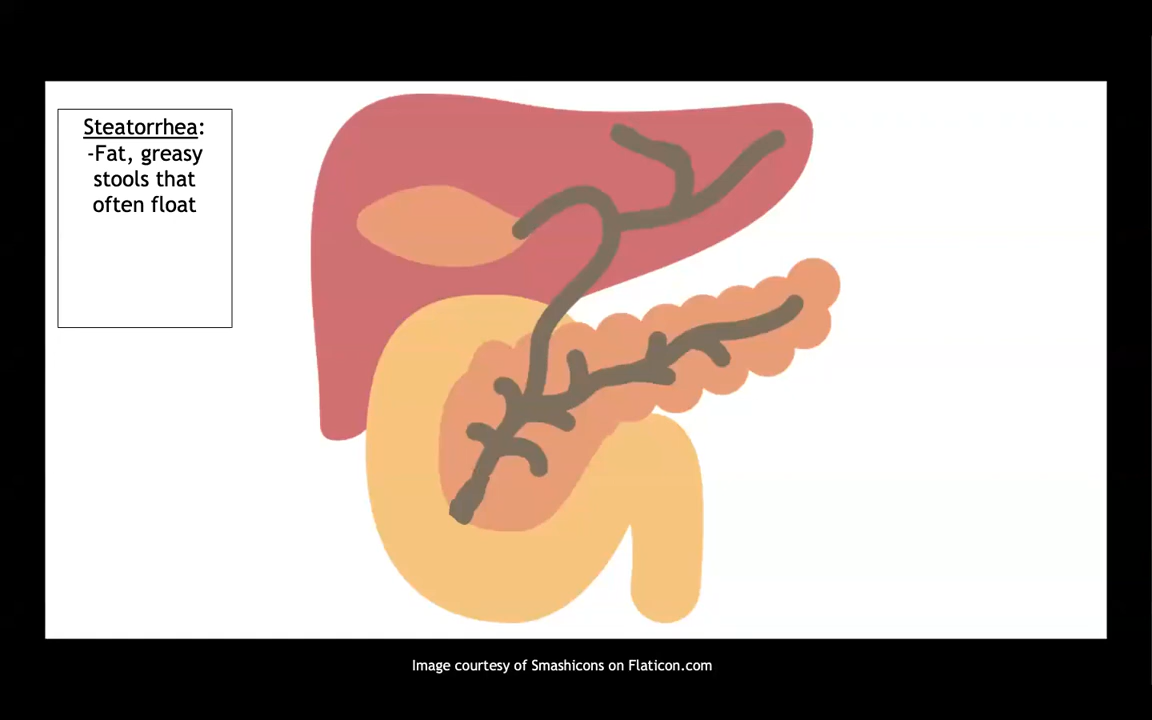 Steatorrhea:
-Fat, greasy
stools that
often float
Image courtesy of Smashicons on Flaticon.com